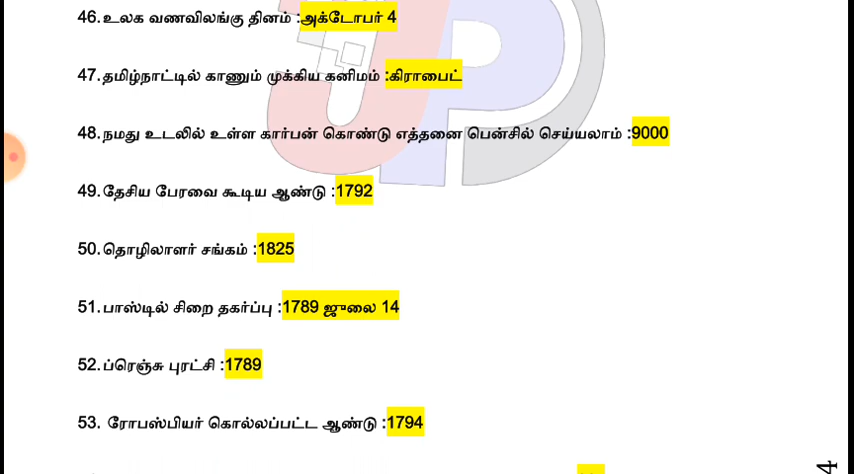 46.உலக வணவிலங்கு தினம் :அக்டோபர் 4
47.தமிழ்நாட்டில் காணும் முக்கிய கனிமம் :கிராபைட்
48.நமது உடலில் உள்ள கார்பன் கொண்டு எத்தனை பென்சில் செய்யலாம் :9000
49.தேசிய பேரவை கூடிய ஆண்டு :1792
50.தொழிலாளர் சங்கம் :1825
51.பாஸ்டில் சிறை தகர்ப்பு :1789 ஜுலை 14
52.ப்ரெஞ்சு புரட்சி :1789
53. ரோபஸ்பியர் கொல்லப்பட்ட ஆண்டு :1794
4